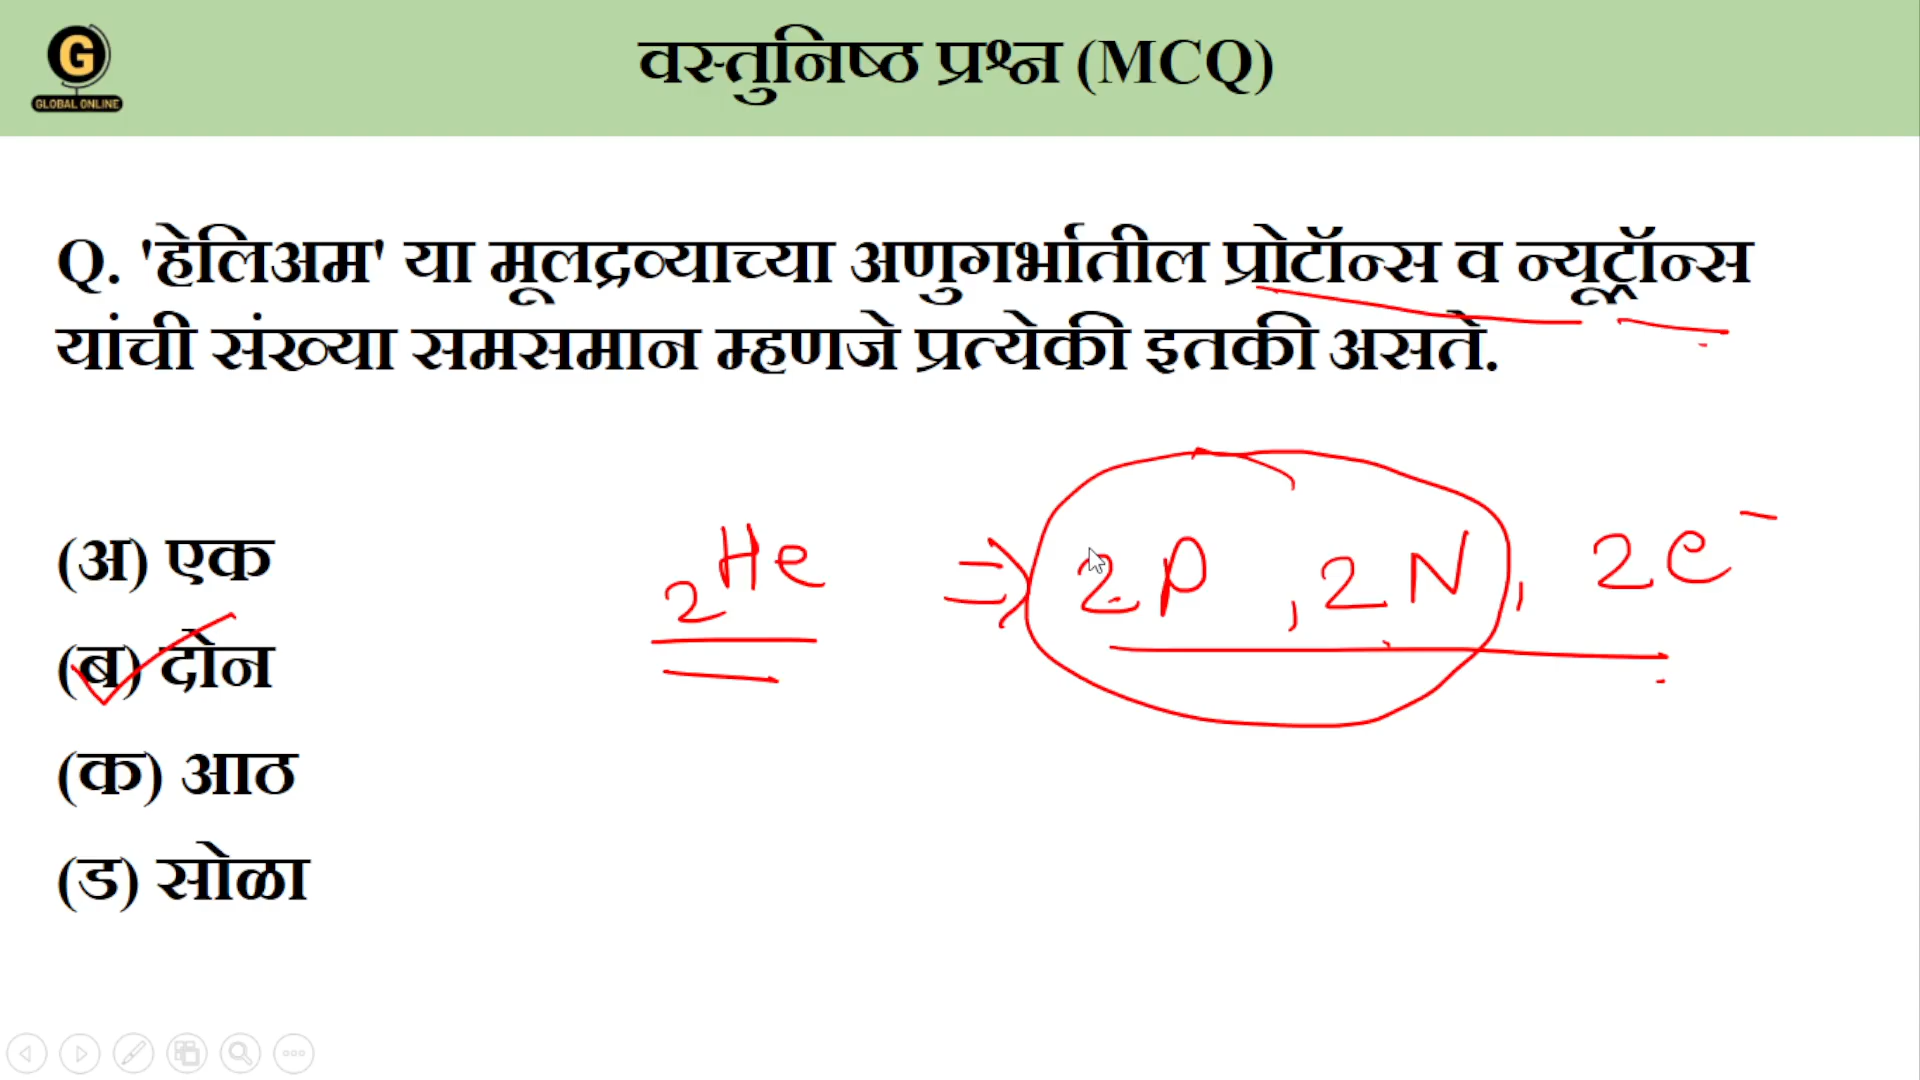 G
GLOBAL ONLINE
वस्तुनिष्ठ प्रश्न (MCQ)
Q. 'हेलिअम' या मूलद्रव्याच्या अणुगर्भातील प्रोटॉन्स व न्यूट्रॉन्स
यांची संख्या समसमान म्हणजे प्रत्येकी इतकी असते.
(अ) एक
₂He ⇒ 2P, 2N, 2e⁻
(ब) दोन
(क) आठ
(ड) सोळा